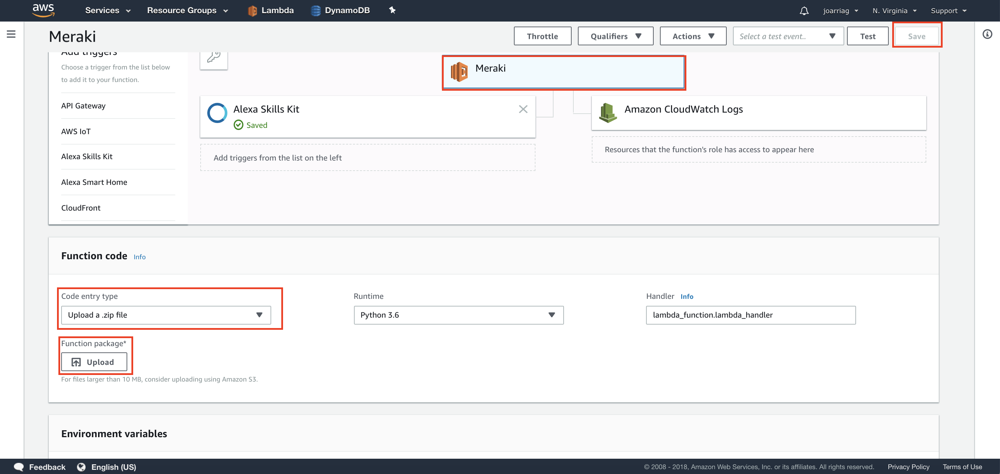 aws
Services
Resource Groups
Lambda
DynamoDB
joarriag
N. Virginia
Support
Meraki
Throttle
Qualifiers
Actions
Select a test event..
Test
Save
Add triggers
Choose a trigger from the list below
to add it to your function.
API Gateway
AWS IoT
Alexa Skills Kit
Alexa Smart Home
CloudFront
Meraki
Alexa Skills Kit
Saved
Add triggers from the list on the left
Amazon CloudWatch Logs
Resources that the function's role has access to appear here
Function code Info
Code entry type
Upload a .zip file
Runtime
Python 3.6
Handler Info
lambda_function.lambda_handler
Function package*
Upload
For files larger than 10 MB, consider uploading using Amazon S3.
Environment variables
Feedback
English (US)
© 2008 - 2018, Amazon Web Services, Inc. or its affiliates. All rights reserved.
Privacy Policy
Terms of Use